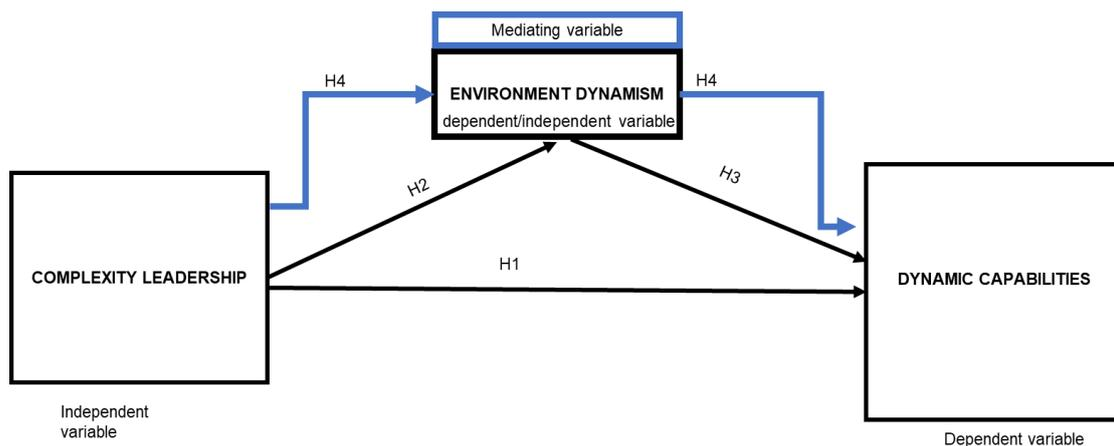 Mediating variable
H4
ENVIRONMENT DYNAMISM
H4
dependent/independent variable
H2
H3
COMPLEXITY LEADERSHIP
H1
DYNAMIC CAPABILITIES
Independent
variable
Dependent variable